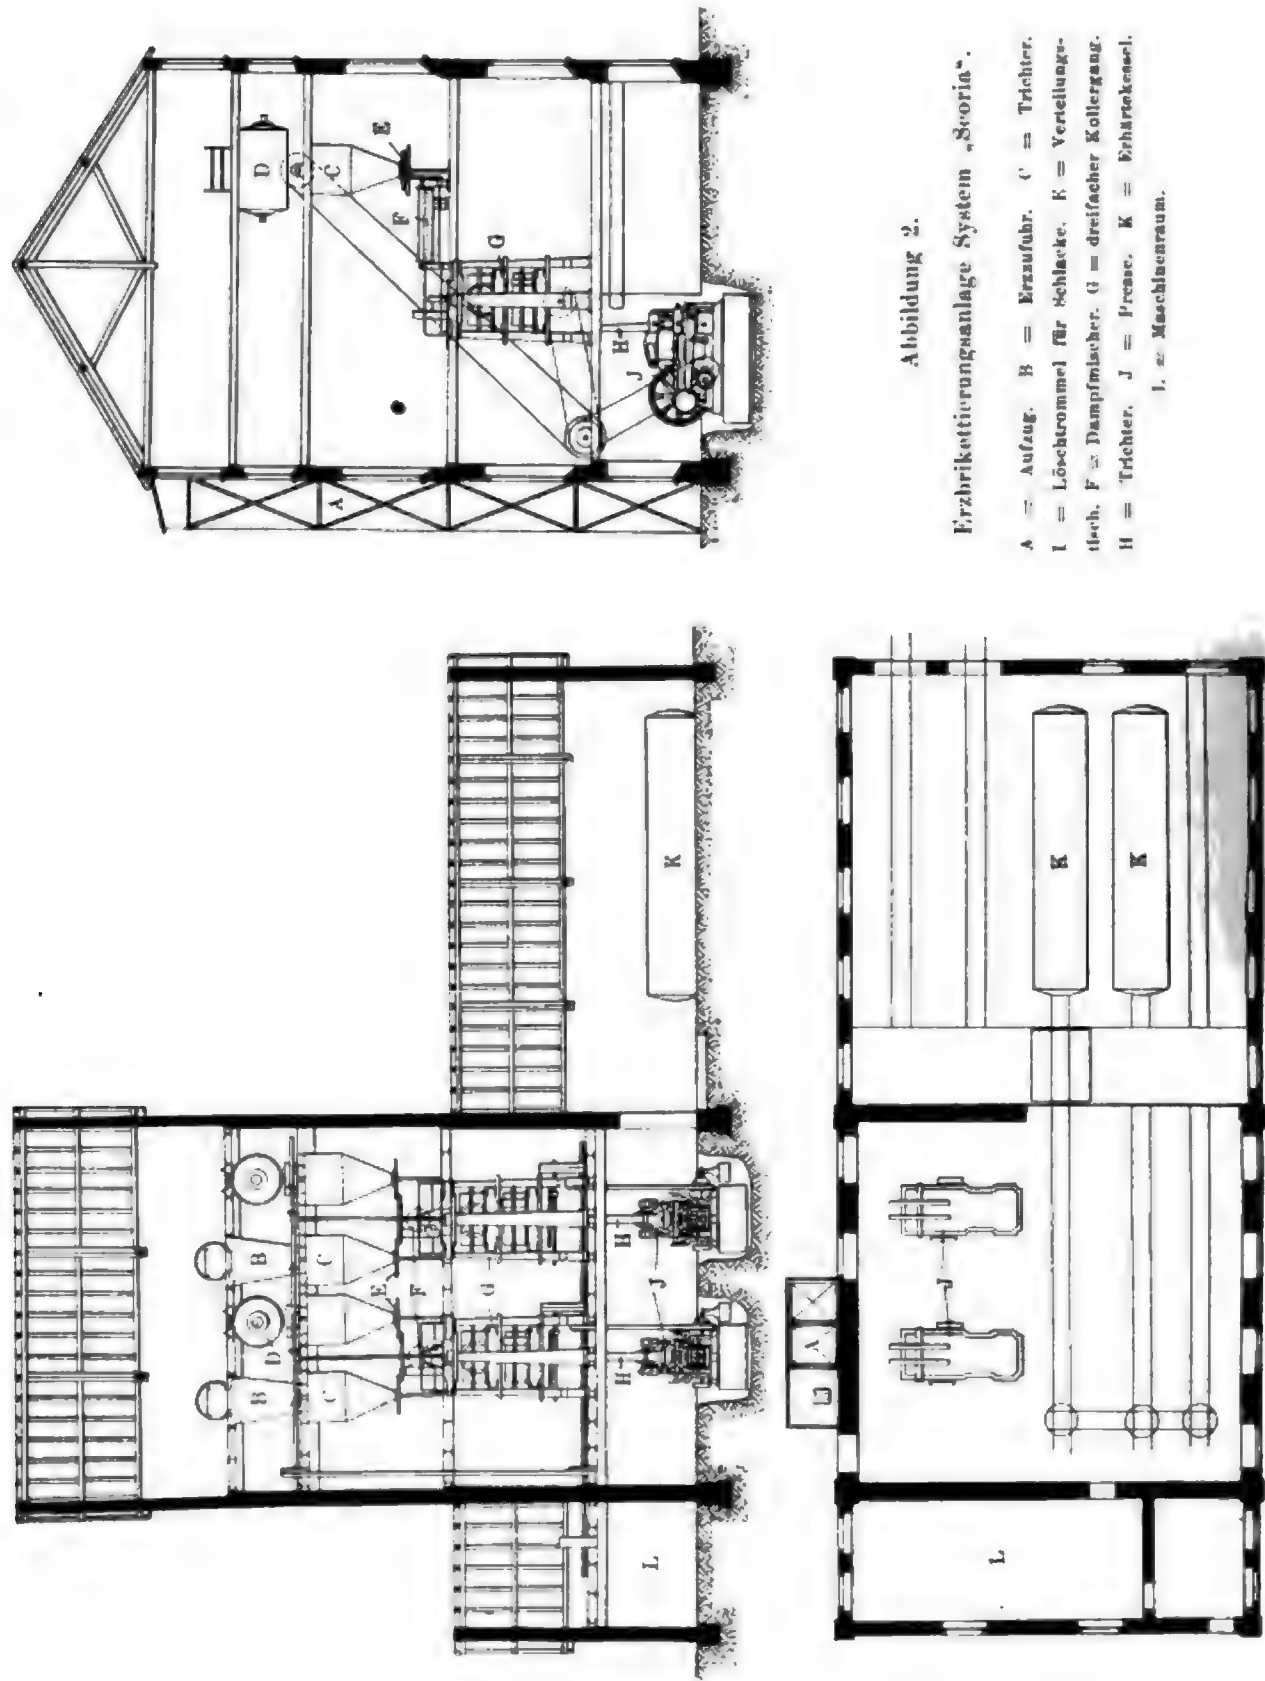 Abbildung 2.
Erzbrikettierungsanlage System „Scoria“.
A = Aufzug. B = Erzzufuhr. C = Trichter.
D = Löschtrommel für Schlacke. E = Verteilungs-
tisch. F = Dampfmischer. G = dreifacher Kollergang.
H = Trichter. J = Presse. K = Erhärtekessel.
L = Maschinenraum.
A
D
C
E
F
G
H
J
B
B
D
C
C
E
F
G
H
H
J
K
L
A
J
K
K
L